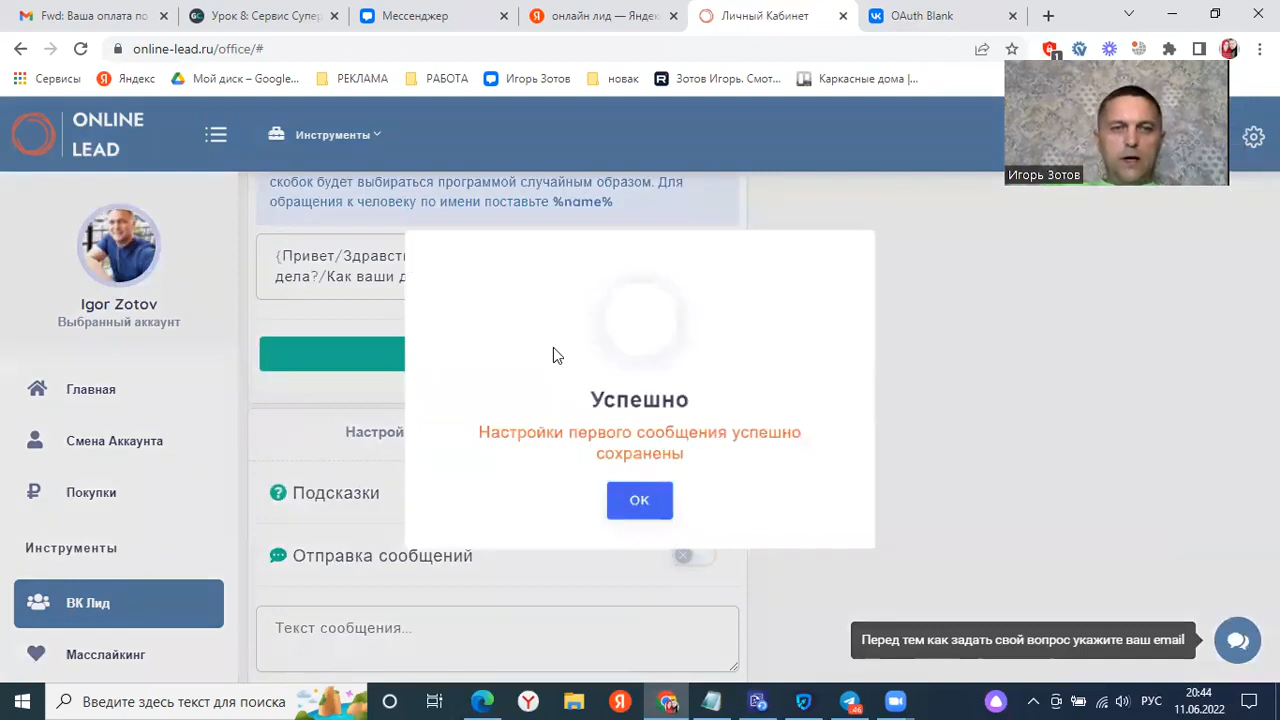 Fwd: Ваша оплата по
Урок & Сервис Супер
Мессенджер
онлайн лид — Яндек
Личный Кабинет
OAuth Blank
online-lead.ru/office/#
1
Сервисы
Яндекс
Мой диск – Google...
РЕКЛАМА
РАБОТА
Игорь Зотов
новак
Зотов Игорь. Смот...
Каркасные дома |...
ONLINE
LEAD
Инструменты
Игорь Зотов
скобок будет выбираться программой случайным образом. Для
обращения к человеку по имени поставьте %name%
{Привет/Здравст
дела?/Как ваши д
Igor Zotov
Выбранный аккаунт
Главная
Смена Аккаунта
Покупки
Инструменты
ВК Лид
Масслайкинг
Успешно
Настройки первого сообщения успешно
сохранены
OK
Настрой
Подсказки
Отправка сообщений
Текст сообщения...
Перед тем как задать свой вопрос укажите ваш email
Введите здесь текст для поиска
46
РУС
20:44
11.06.2022